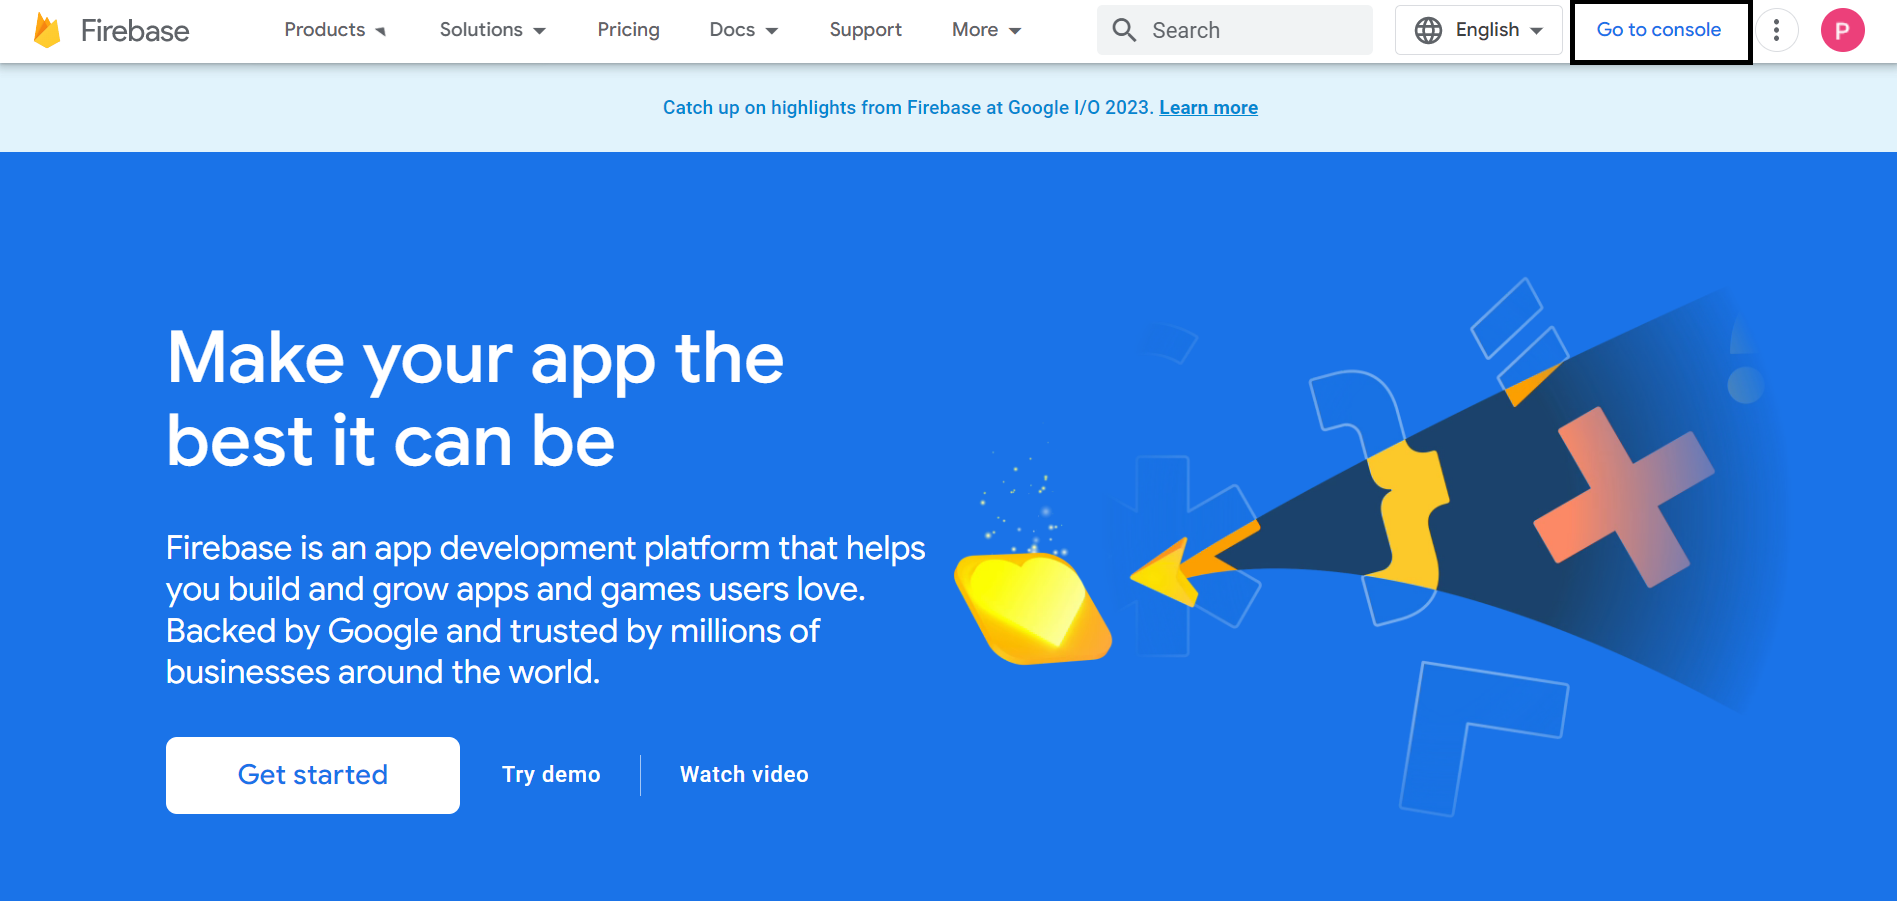 Firebase
Products
Solutions
Pricing
Docs
Support
More
Search
English
Go to console
P
Catch up on highlights from Firebase at Google I/O 2023. Learn more
Make your app the
best it can be
Firebase is an app development platform that helps
you build and grow apps and games users love.
Backed by Google and trusted by millions of
businesses around the world.
Get started
Try demo
Watch video